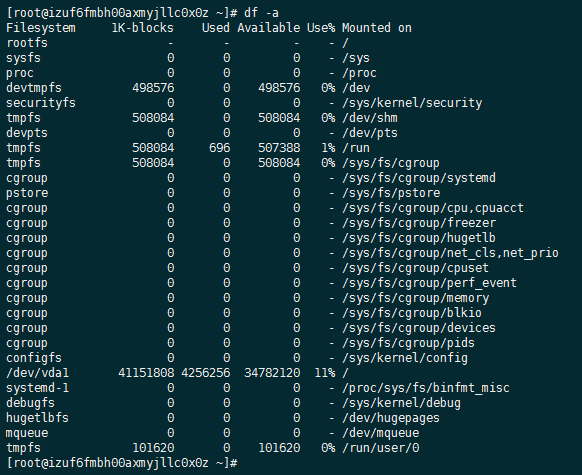 [root@izuf6fmbh00axmyjllc0x0z ~]# df -a
Filesystem     1K-blocks    Used Available Use% Mounted on
rootfs                 -       -         -    - /
sysfs                  0       0         0    - /sys
proc                   0       0         0    - /proc
devtmpfs          498576       0    498576   0% /dev
securityfs             0       0         0    - /sys/kernel/security
tmpfs             508084       0    508084   0% /dev/shm
devpts                 0       0         0    - /dev/pts
tmpfs             508084     696    507388   1% /run
tmpfs             508084       0    508084   0% /sys/fs/cgroup
cgroup                 0       0         0    - /sys/fs/cgroup/systemd
pstore                 0       0         0    - /sys/fs/pstore
cgroup                 0       0         0    - /sys/fs/cgroup/cpu,cpuacct
cgroup                 0       0         0    - /sys/fs/cgroup/freezer
cgroup                 0       0         0    - /sys/fs/cgroup/hugetlb
cgroup                 0       0         0    - /sys/fs/cgroup/net_cls,net_prio
cgroup                 0       0         0    - /sys/fs/cgroup/cpuset
cgroup                 0       0         0    - /sys/fs/cgroup/perf_event
cgroup                 0       0         0    - /sys/fs/cgroup/memory
cgroup                 0       0         0    - /sys/fs/cgroup/blkio
cgroup                 0       0         0    - /sys/fs/cgroup/devices
cgroup                 0       0         0    - /sys/fs/cgroup/pids
configfs               0       0         0    - /sys/kernel/config
/dev/vda1       41151808 4256256  34782120  11% /
systemd-1              0       0         0    - /proc/sys/fs/binfmt_misc
debugfs                0       0         0    - /sys/kernel/debug
hugetlbfs              0       0         0    - /dev/hugepages
mqueue                 0       0         0    - /dev/mqueue
tmpfs             101620       0    101620   0% /run/user/0
[root@izuf6fmbh00axmyjllc0x0z ~]#